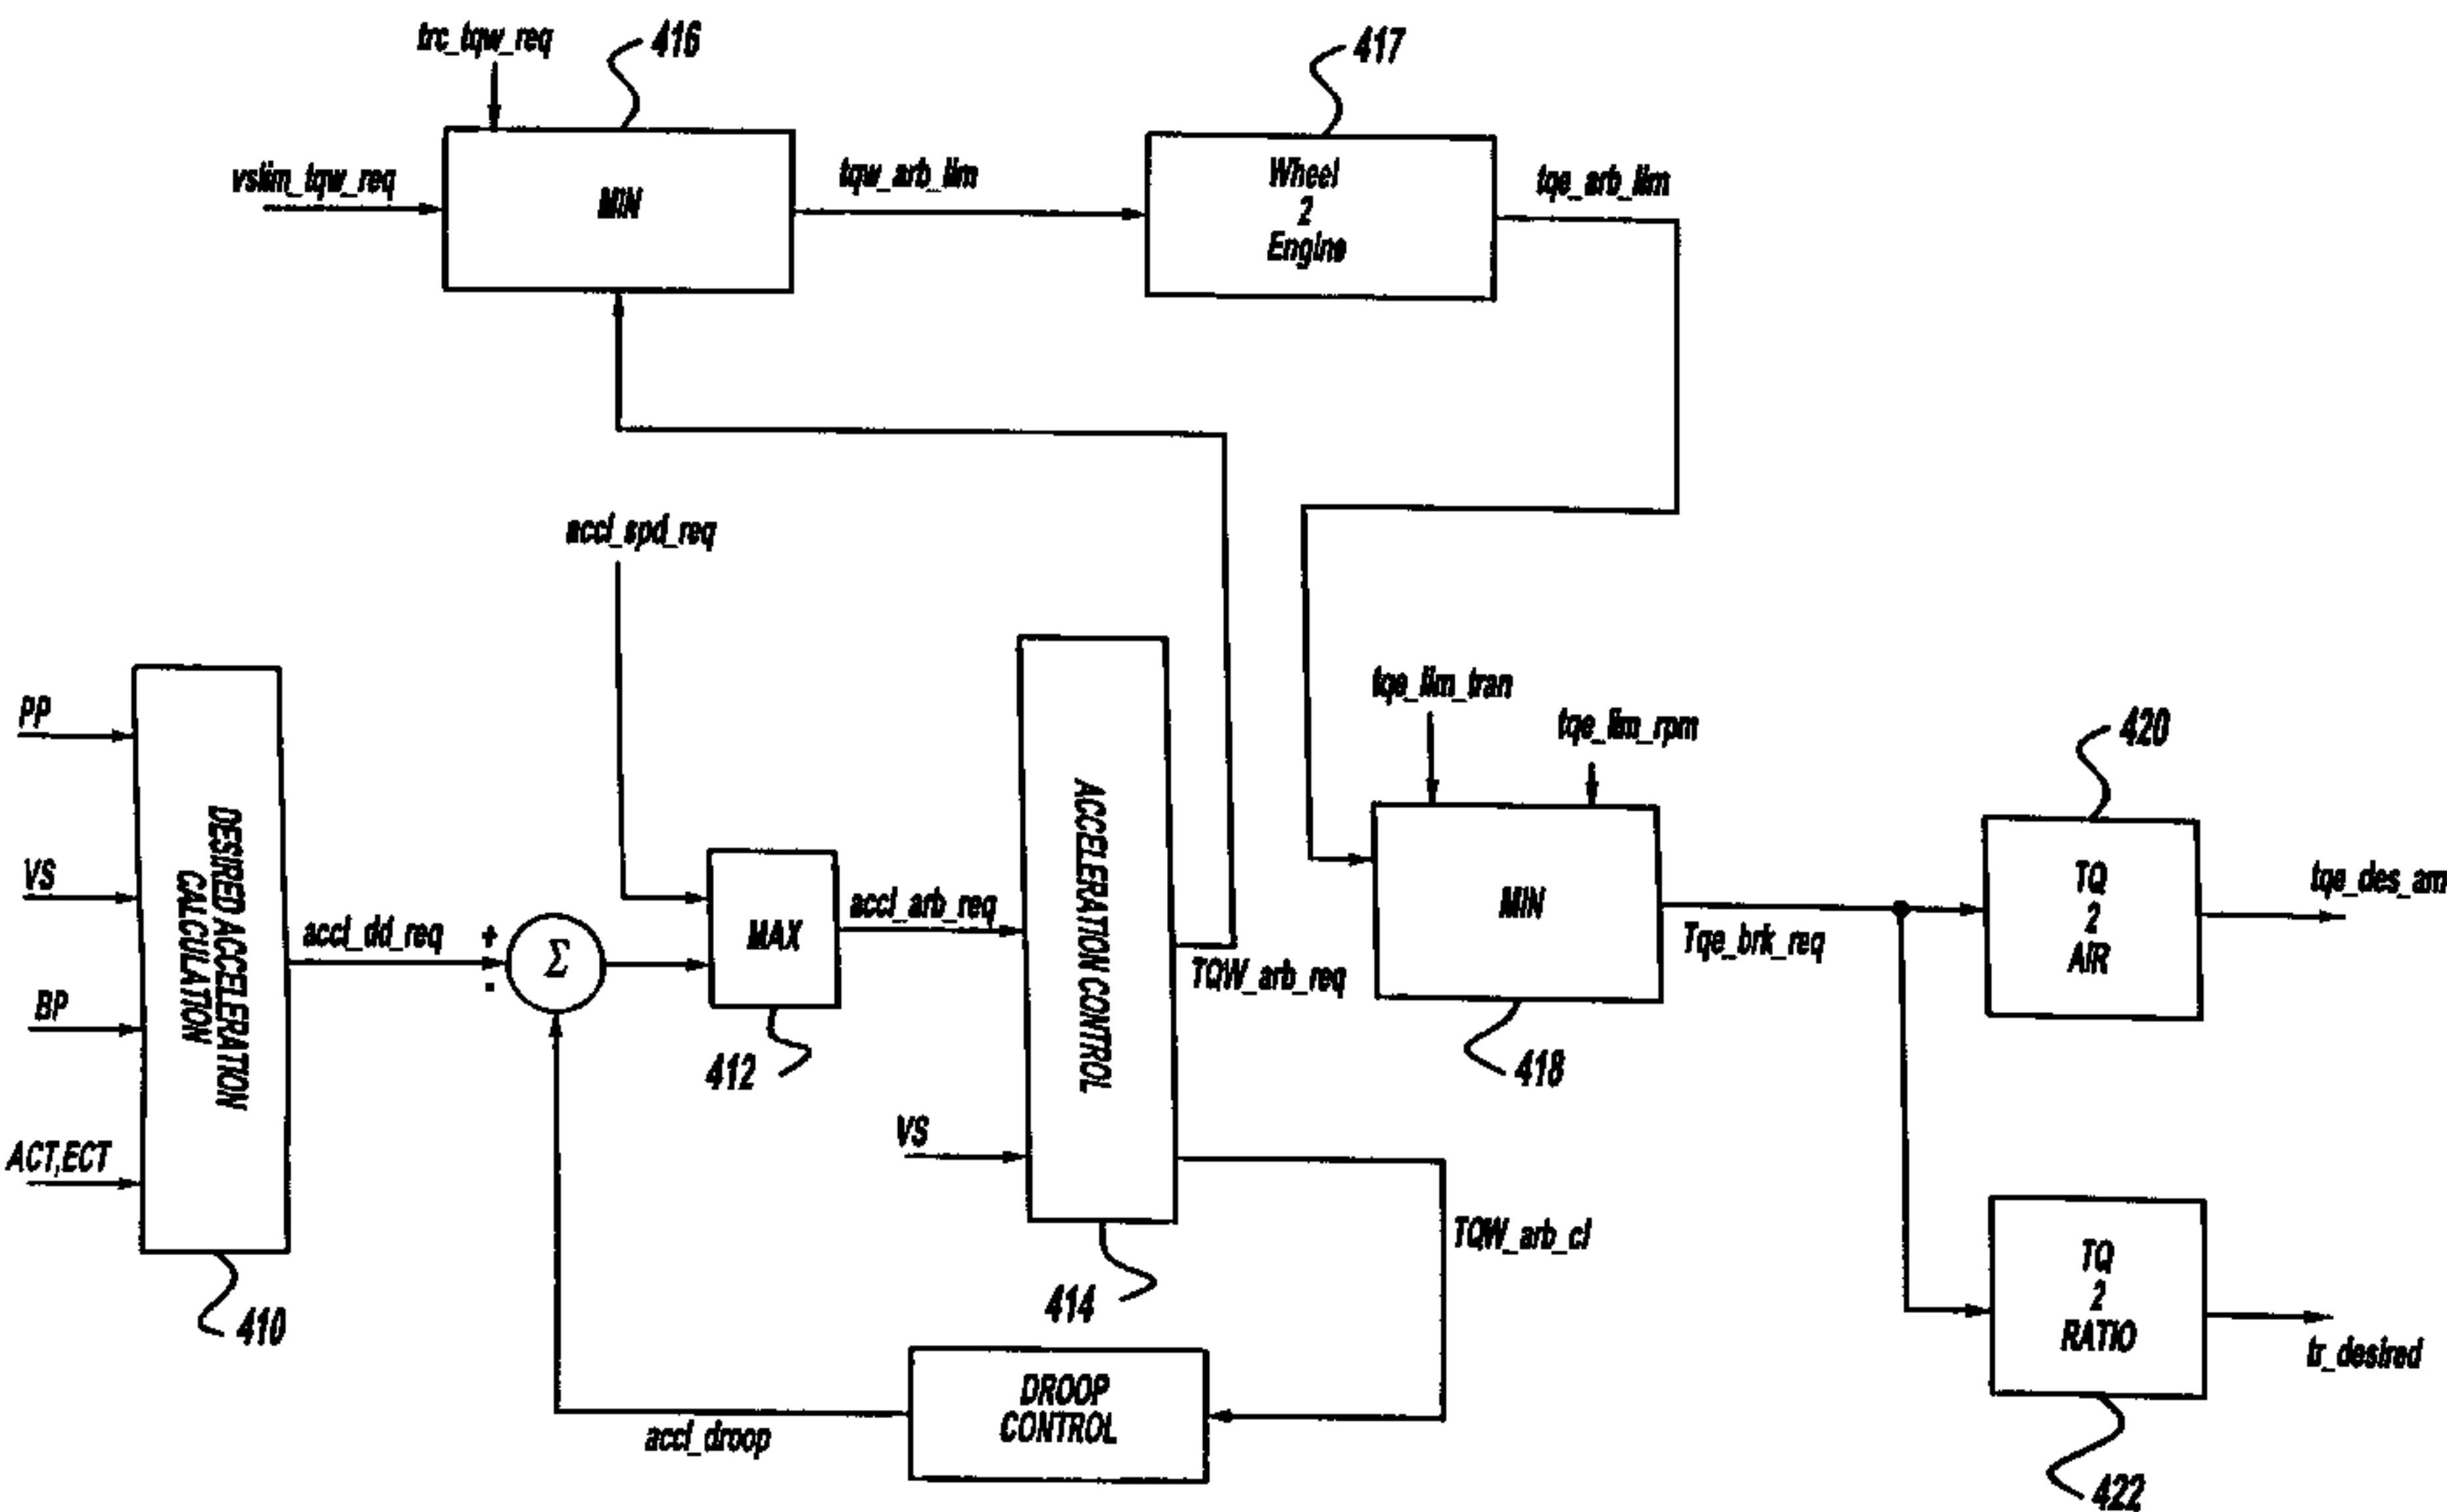 trc_tqw_req
416
417
vslim_tqw_req
MIN
tqw_arb_lim
Wheel
2
Engine
tqe_arb_lim
accl_spd_req
tqe_lim_tran
tqe_lim_rpm
420
PP
VS
BP
ACT,ECT
DESIRED ACCELERATION
CALCULATION
410
accl_dd_req
+
-
Σ
MAX
412
accl_arb_req
ACCELERATION CONTROL
VS
414
TQW_arb_req
MIN
418
Tqe_brk_req
TQ
2
AIR
tqe_des_am
TQW_arb_cl
DROOP
CONTROL
accl_droop
TQ
2
RATIO
tr_desired
422